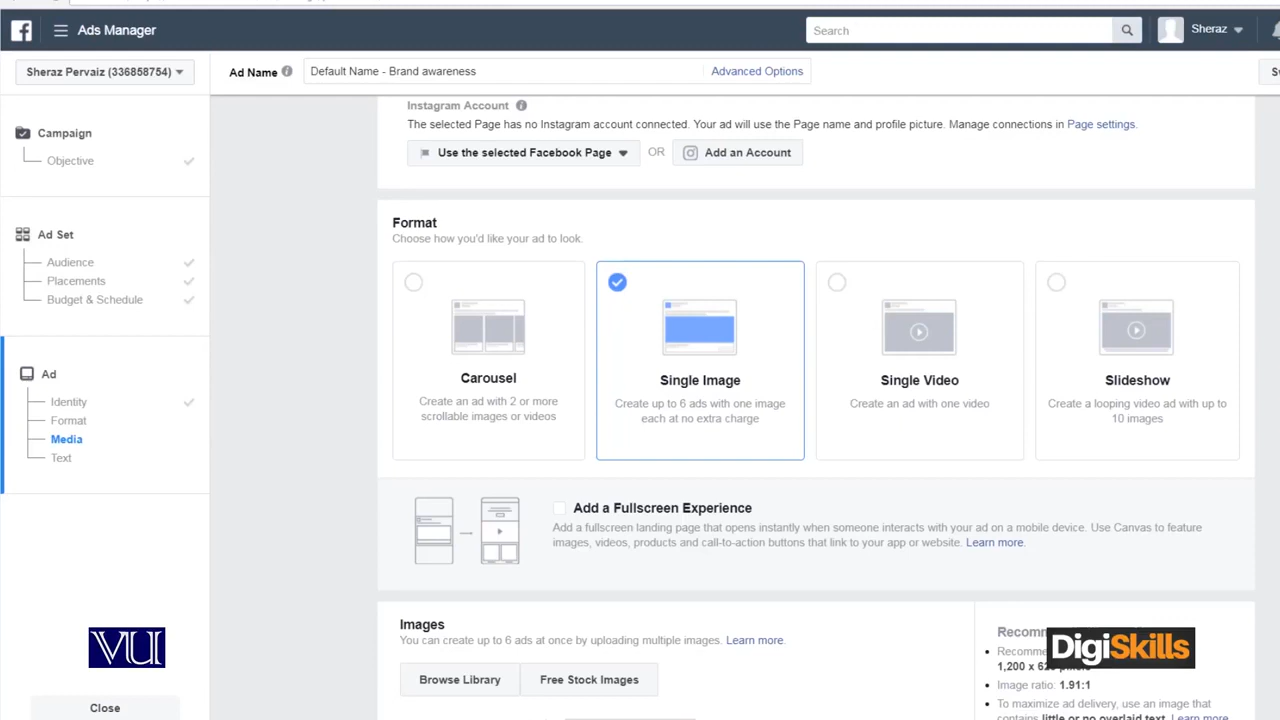 Ads Manager
Search
Sheraz
Sheraz Pervaiz (336858754)
Ad Name
Default Name - Brand awareness
Advanced Options
Campaign
Objective
Ad Set
Audience
Placements
Budget & Schedule
Ad
Identity
Format
Media
Text
Close
Instagram Account
The selected Page has no Instagram account connected. Your ad will use the Page name and profile picture. Manage connections in Page settings.
Use the selected Facebook Page OR Add an Account
Format
Choose how you'd like your ad to look.
Carousel
Create an ad with 2 or more
scrollable images or videos
Single Image
Create up to 6 ads with one image
each at no extra charge
Single Video
Create an ad with one video
Slideshow
Create a looping video ad with up to
10 images
Add a Fullscreen Experience
Add a fullscreen landing page that opens instantly when someone interacts with your ad on a mobile device. Use Canvas to feature
images, videos, products and call-to-action buttons that link to your app or website. Learn more.
Images
You can create up to 6 ads at once by uploading multiple images. Learn more.
Browse Library
Free Stock Images
Image ratio: 1.91:1
To maximize ad delivery, use an image that
contains little or no overlaid text. Learn more
VU
DigiSkills